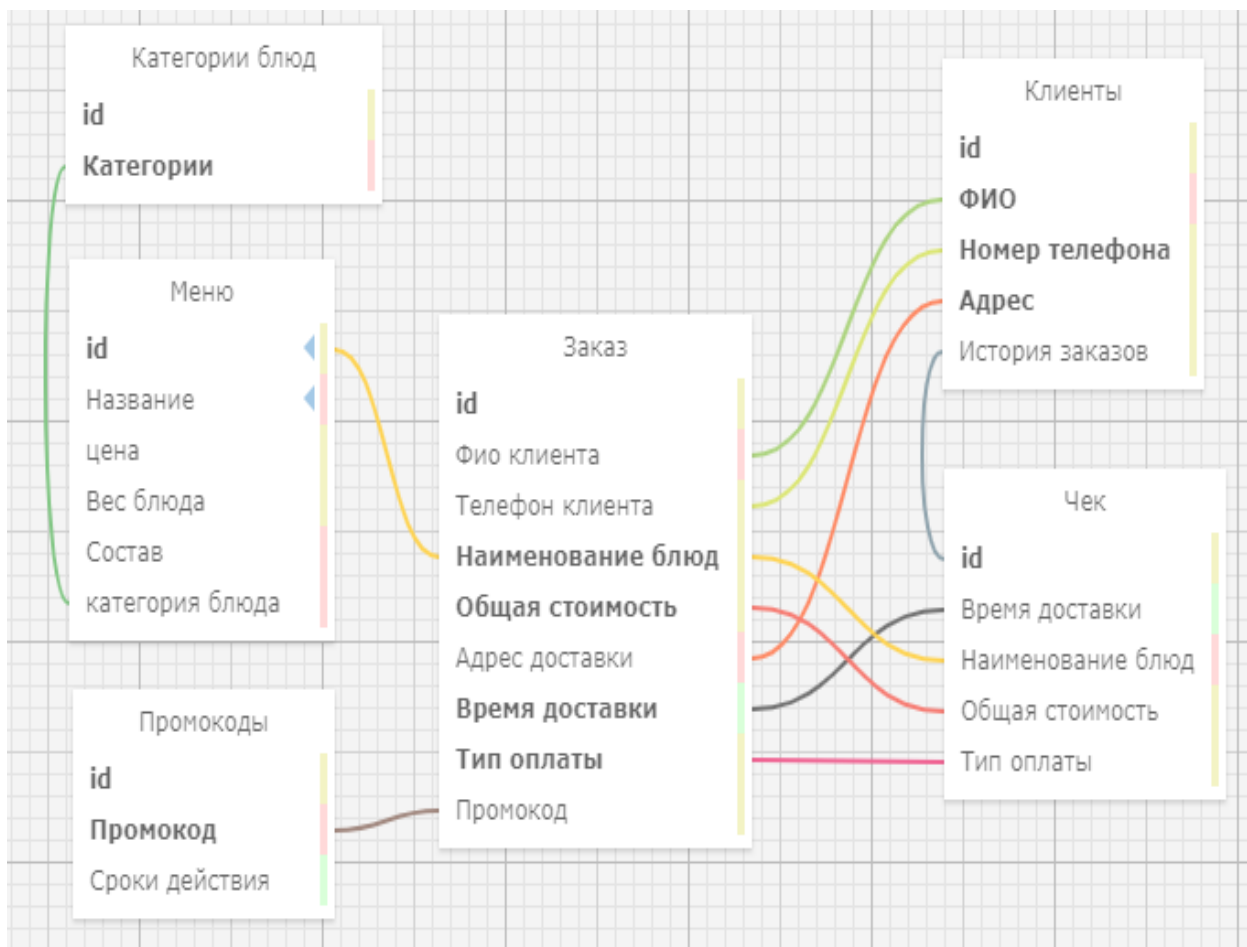 Категории блюд
id
Категории
Меню
id
Название
цена
Вес блюда
Состав
категория блюда
Промокоды
id
Промокод
Сроки действия
Заказ
id
Фио клиента
Телефон клиента
Наименование блюд
Общая стоимость
Адрес доставки
Время доставки
Тип оплаты
Промокод
Клиенты
id
ФИО
Номер телефона
Адрес
История заказов
Чек
id
Время доставки
Наименование блюд
Общая стоимость
Тип оплаты